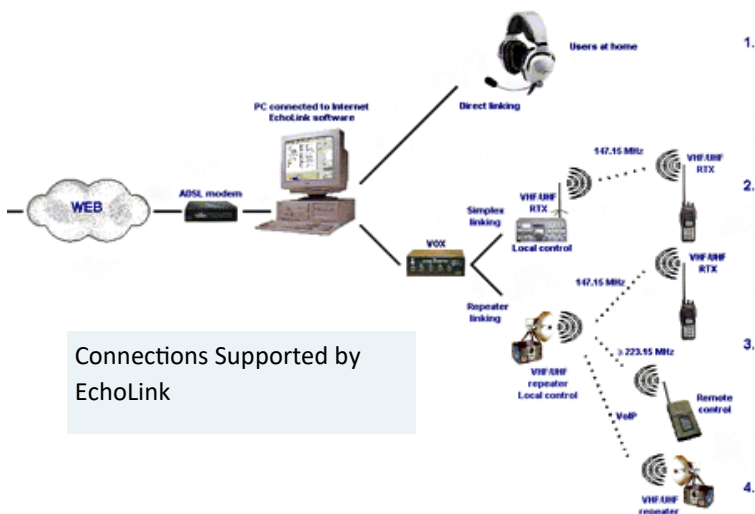 Users at home
1.
Direct linking
PC connected to Internet
EchoLink software
ADSL modem
WEB
147.15 MHz
VHF/UHF
RTX
2.
VHF/UHF
RTX
Simplex
linking
Local control
VOX
VHF/UHF
RTX
147.15 MHz
Repeater
linking
3.
223.15 MHz
VHF/UHF
repeater
Local control
Remote
control
VoIP
4.
VHF/UHF
repeater
Connections Supported by
EchoLink